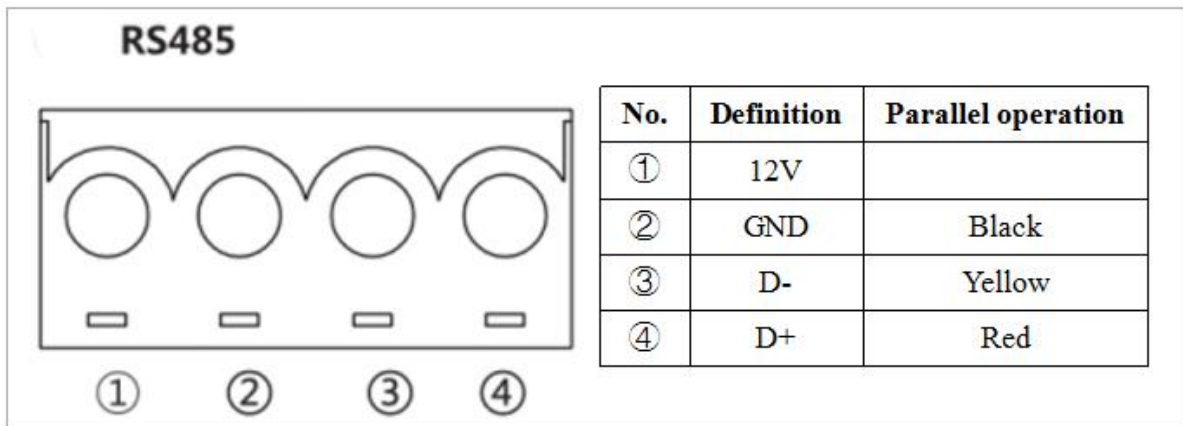 RS485
No. Definition Parallel operation
① 12V
② GND Black
③ D- Yellow
④ D+ Red
① ② ③ ④